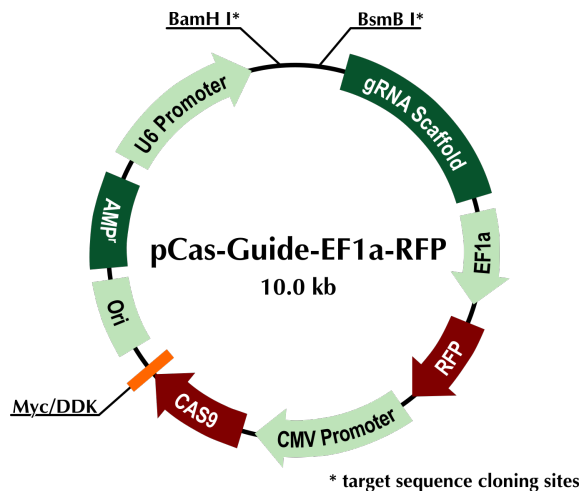 BamH I*
BsmB I*
U6 Promoter
gRNA Scaffold
AMPr
EF1a
pCas-Guide-EF1a-RFP
10.0 kb
Ori
RFP
Myc/DDK
CAS9
CMV Promoter
* target sequence cloning sites